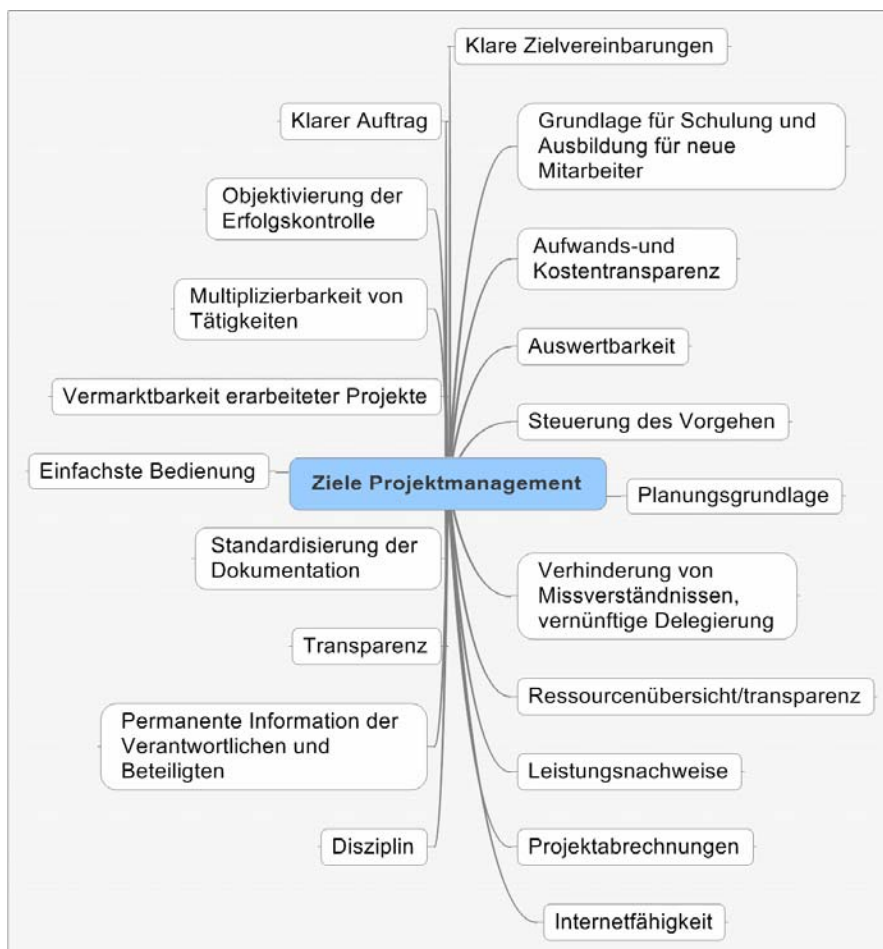 Klare Zielvereinbarungen
Klarer Auftrag
Grundlage für Schulung und
Ausbildung für neue
Mitarbeiter
Objektivierung der
Erfolgskontrolle
Aufwands-und
Kostentransparenz
Multiplizierbarkeit von
Tätigkeiten
Auswertbarkeit
Vermarktbarkeit erarbeiteter Projekte
Steuerung des Vorgehen
Einfachste Bedienung
Ziele Projektmanagement
Planungsgrundlage
Standardisierung der
Dokumentation
Verhinderung von
Missverständnissen,
vernünftige Delegierung
Transparenz
Ressourcenübersicht/transparenz
Permanente Information der
Verantwortlichen und
Beteiligten
Leistungsnachweise
Disziplin
Projektabrechnungen
Internetfähigkeit